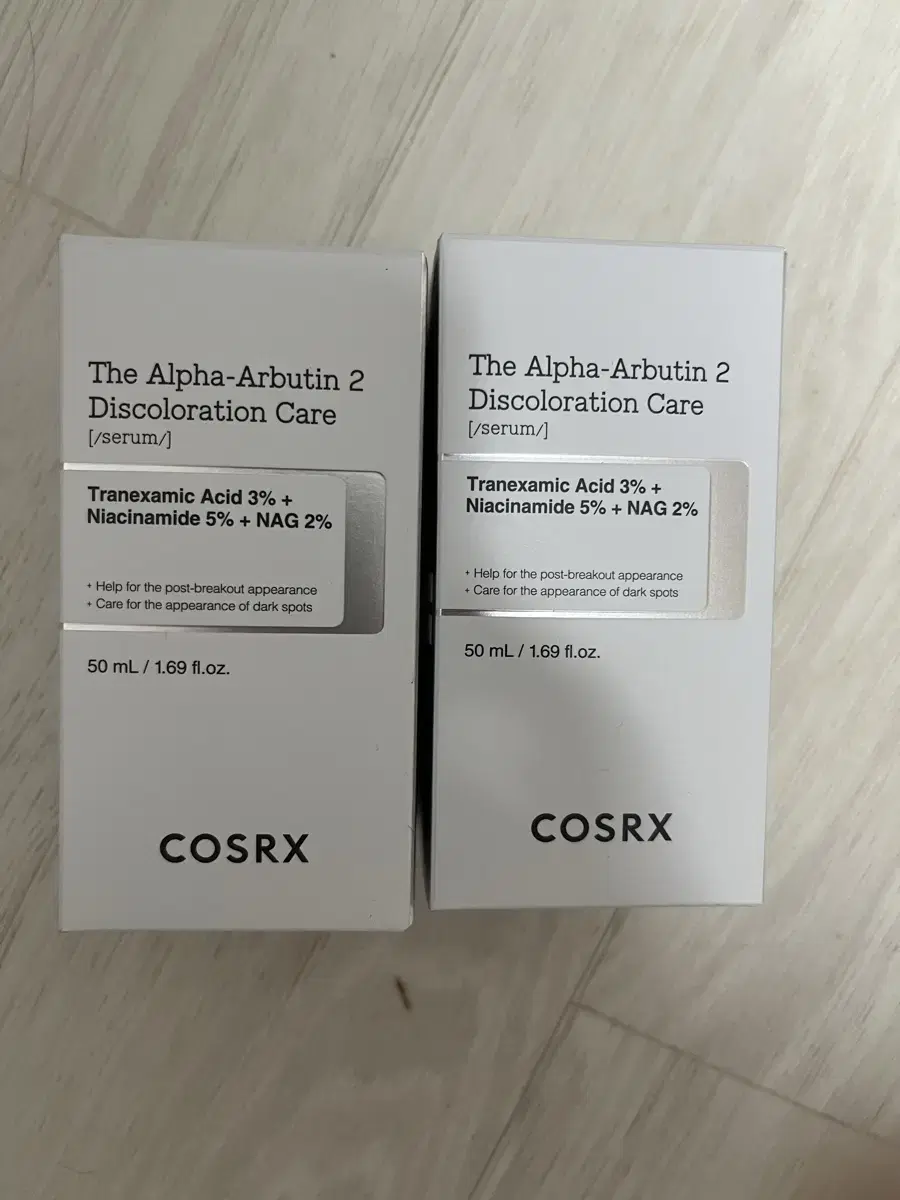 The Alpha-Arbutin 2
Discoloration Care
[/serum/]
Tranexamic Acid 3% +
Niacinamide 5% + NAG 2%
+ Help for the post-breakout appearance
+ Care for the appearance of dark spots
50 mL / 1.69 fl.oz.
COSRX
The Alpha-Arbutin 2
Discoloration Care
[/serum/]
Tranexamic Acid 3% +
Niacinamide 5% + NAG 2%
+ Help for the post-breakout appearance
+ Care for the appearance of dark spots
50 mL / 1.69 fl.oz.
COSRX